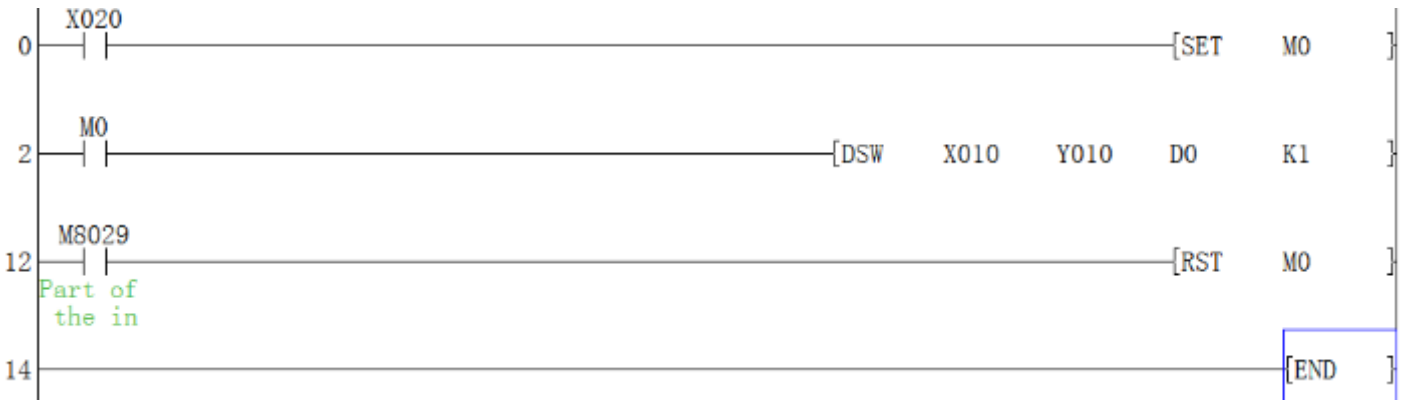 X020
0 [SET M0 ]
M0
2 [DSW X010 Y010 D0 K1 ]
M8029
12 [RST M0 ]
Part of
the in
14 [END ]